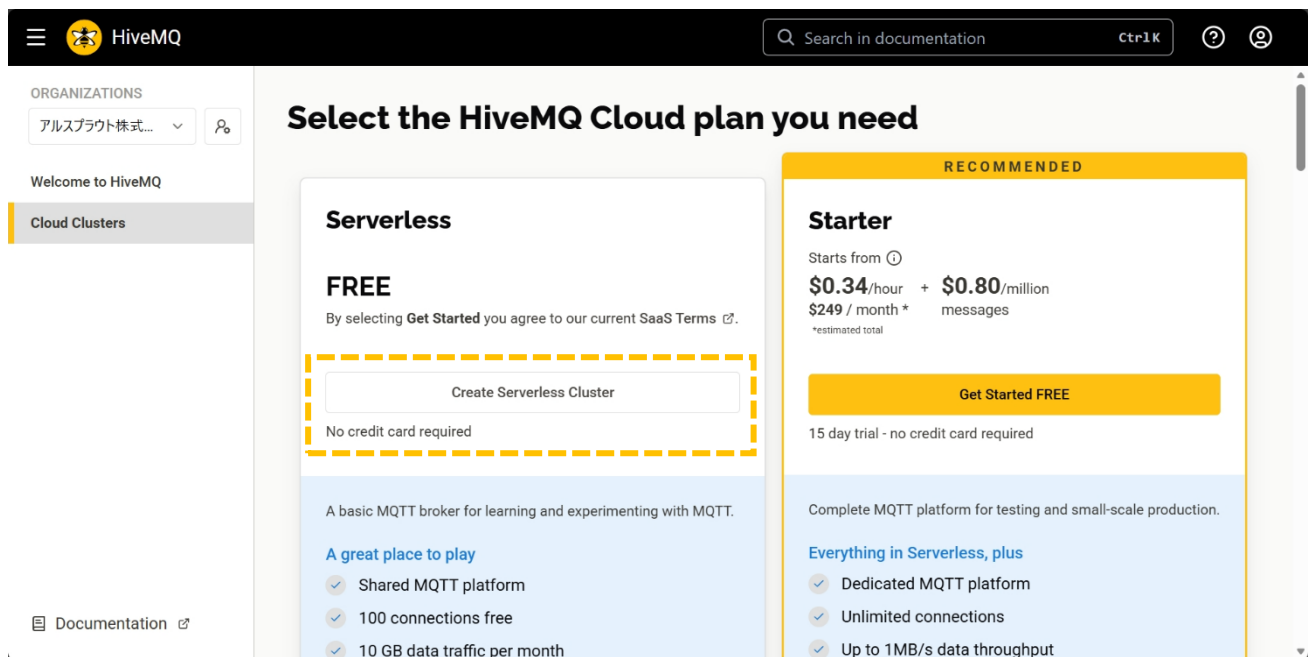 HiveMQ
Search in documentation
Ctrl K
ORGANIZATIONS
アルスプラウト株式...
Welcome to HiveMQ
Cloud Clusters
Documentation
Select the HiveMQ Cloud plan you need
Serverless
FREE
By selecting Get Started you agree to our current SaaS Terms.
Create Serverless Cluster
No credit card required
A basic MQTT broker for learning and experimenting with MQTT.
A great place to play
Shared MQTT platform
100 connections free
10 GB data traffic per month
RECOMMENDED
Starter
Starts from
$0.34/hour + $0.80/million
$249 / month * messages
*estimated total
Get Started FREE
15 day trial - no credit card required
Complete MQTT platform for testing and small-scale production.
Everything in Serverless, plus
Dedicated MQTT platform
Unlimited connections
Up to 1MB/s data throughput